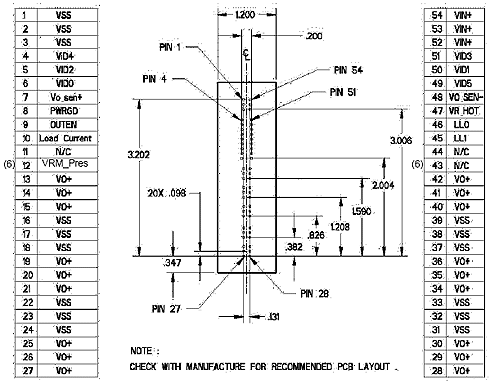 1 VSS
2 VSS
3 VSS
4 VID4
5 VID2
6 VID0
7 Vo_sen+
8 PWRGD
9 OUTEN
10 Load Current
11 N/C
(6) 12 VRM_Pres
13 VO+
14 VO+
15 VO+
16 VSS
17 VSS
18 VSS
19 VO+
20 VO+
21 VO+
22 VSS
23 VSS
24 VSS
25 VO+
26 VO+
27 VO+
1.200
.200
PIN 1
PIN 54
PIN 4
PIN 51
3.202
3.006
2.004
20X .098
1.590
1.208
.826
.382
.347
PIN 27
PIN 28
.131
NOTE :
CHECK WITH MANUFACTURE FOR RECOMMENDED PCB LAYOUT .
54 VIN+
53 VIN+
52 VIN+
51 VID3
50 VID1
49 VID5
48 VO_SEN-
47 VR_HOT
46 LL0
45 LL1
44 N/C
(6) 43 N/C
42 VO+
41 VO+
40 VO+
39 VSS
38 VSS
37 VSS
36 VO+
35 VO+
34 VO+
33 VSS
32 VSS
31 VSS
30 VO+
29 VO+
28 VO+